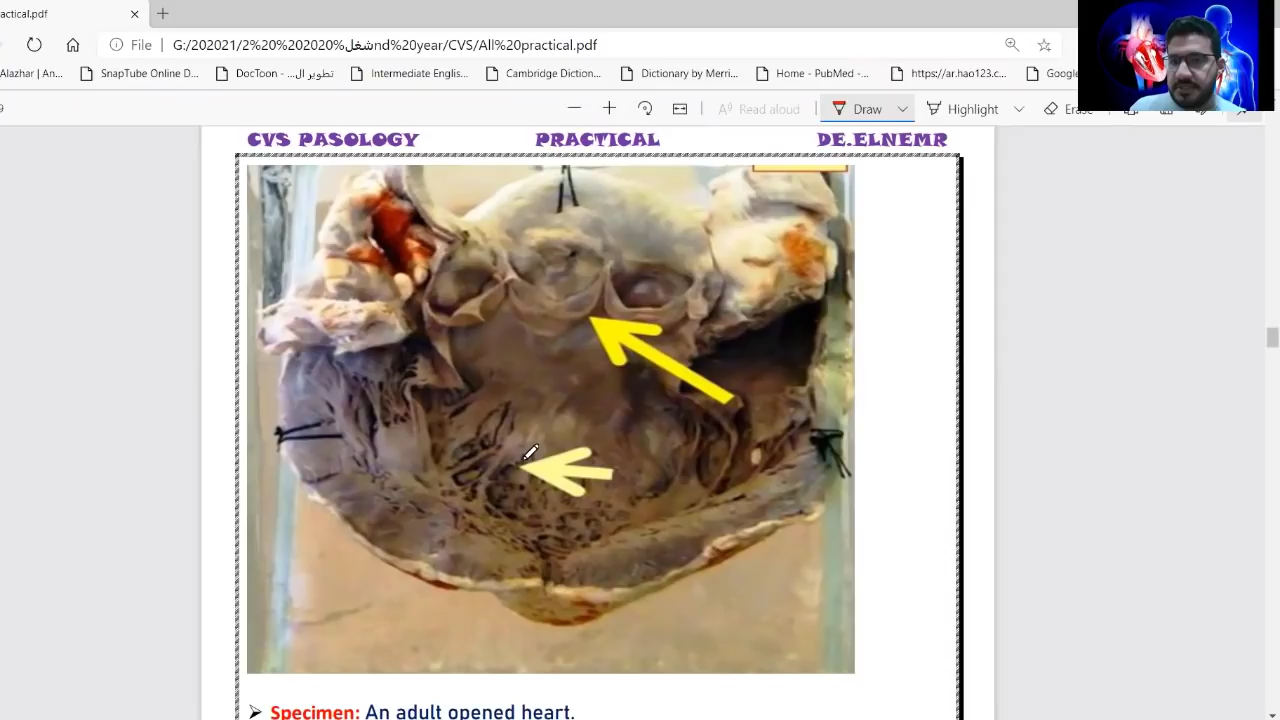 actical.pdf
File G:/202021/2%20%202020%شغلnd%20year/CVS/All%20practical.pdf
Alazhar | An... SnapTube Online D... DocToon - ...تطوير ال Intermediate Englis... Cambridge Diction... Dictionary by Merri... Home - PubMed -... https://ar.hao123.c... Google
9 Read aloud Draw Highlight Erase
CVS PASOLOGY PRACTICAL DE.ELNEMR
Specimen: An adult opened heart.